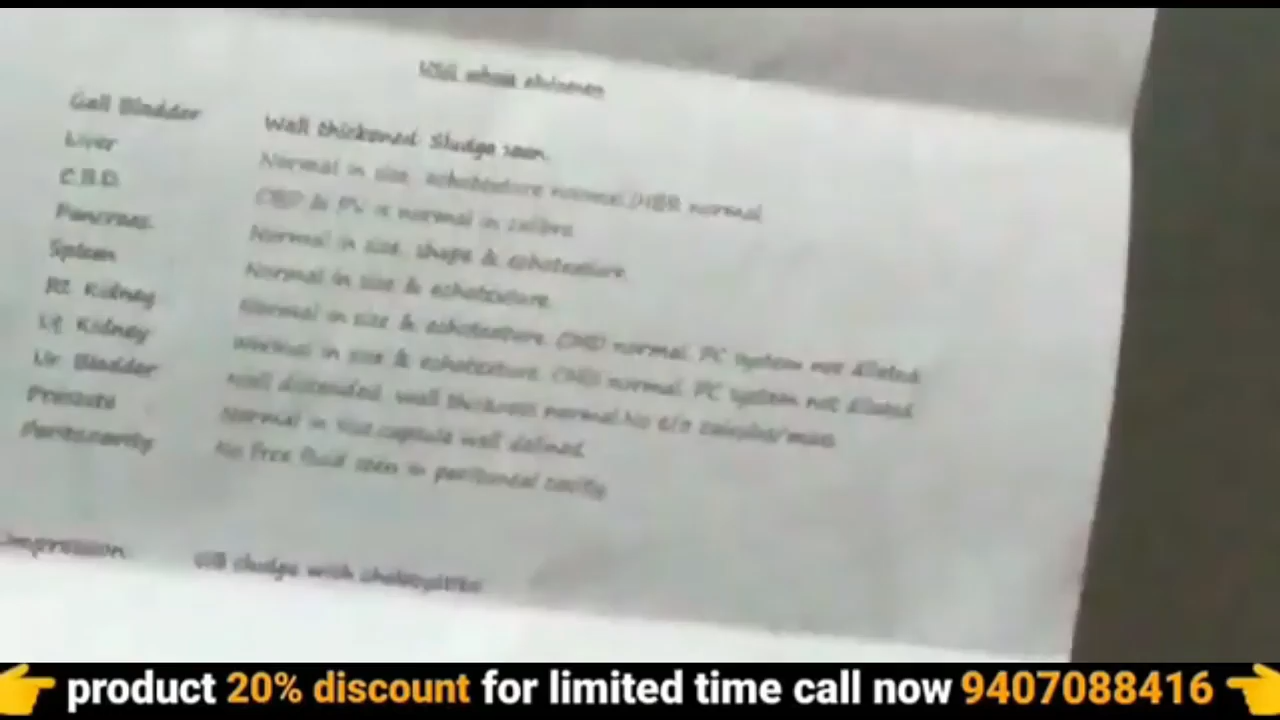 USG whole abdomen
Gall Bladder Wall thickened. Sludge seen.
Liver Normal in size, echotexture normal. IHBR normal
C.B.D. CBD & PV is normal in calibre
Pancreas Normal in size, shape & echotexture.
Spleen Normal in size & echotexture.
Rt. Kidney Normal in size & echotexture. CMD normal. PC system not dilated.
Lt. Kidney Normal in size & echotexture. CMD normal. PC system not dilated.
Ur. Bladder Well distended, wall thickness normal. No e/o calculus/mass
Prostate Normal in size, capsule well defined.
No free fluid seen in peritoneal cavity.
Impression GB sludge with cholecystitis
👉 product 20% discount for limited time call now 9407088416 👈